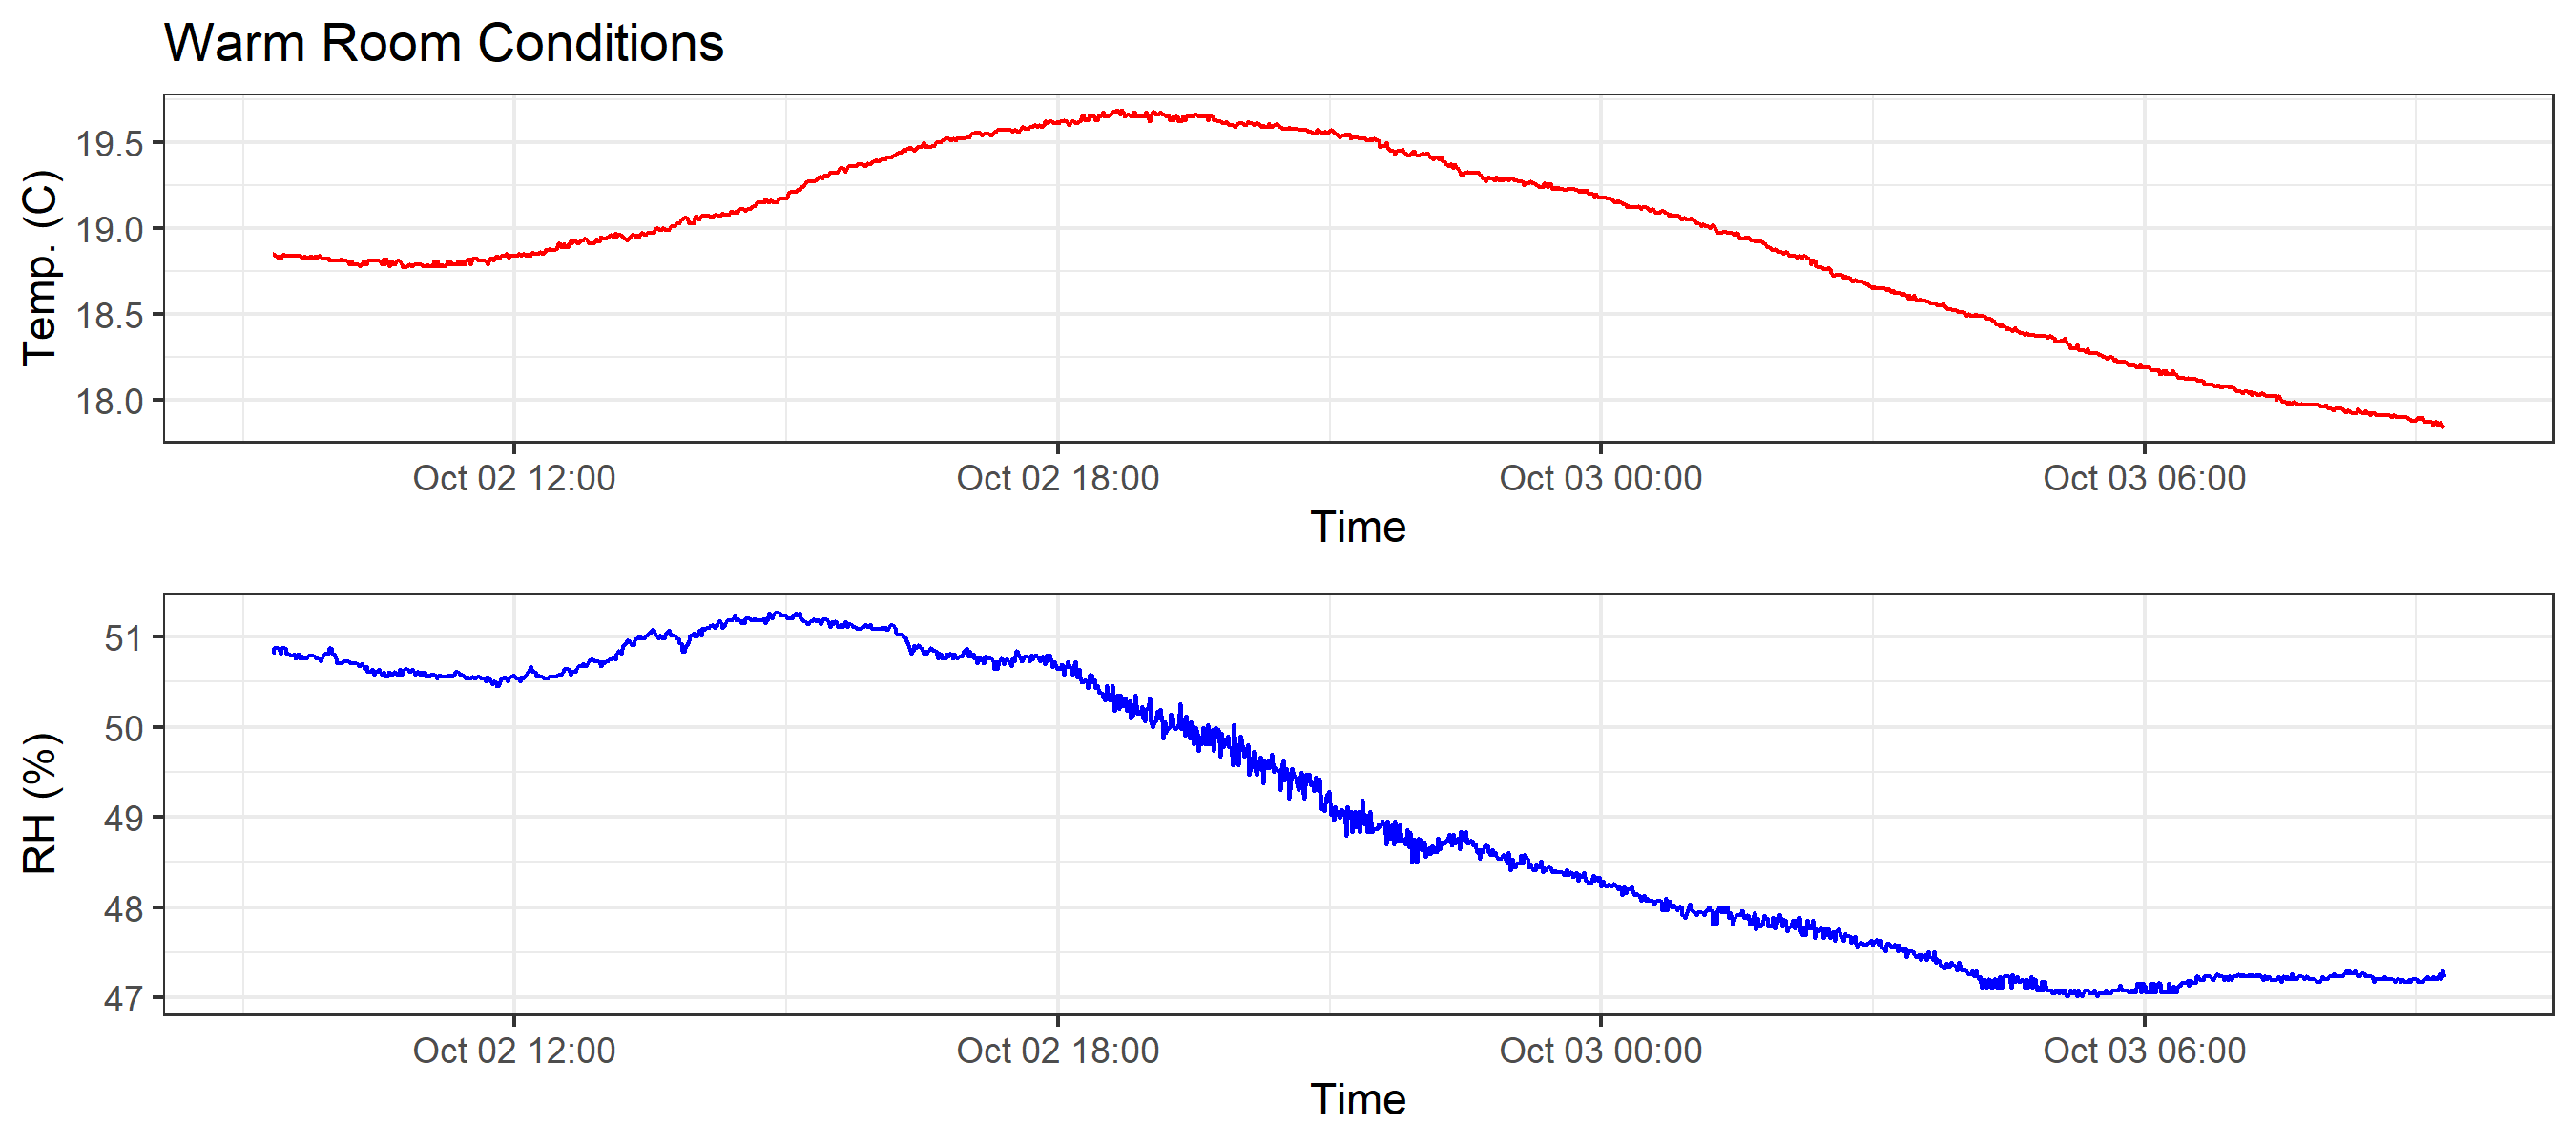 Warm Room Conditions
Temp. (C)
19.5
19.0
18.5
18.0
Oct 02 12:00 Oct 02 18:00 Oct 03 00:00 Oct 03 06:00
Time
RH (%)
51
50
49
48
47
Oct 02 12:00 Oct 02 18:00 Oct 03 00:00 Oct 03 06:00
Time